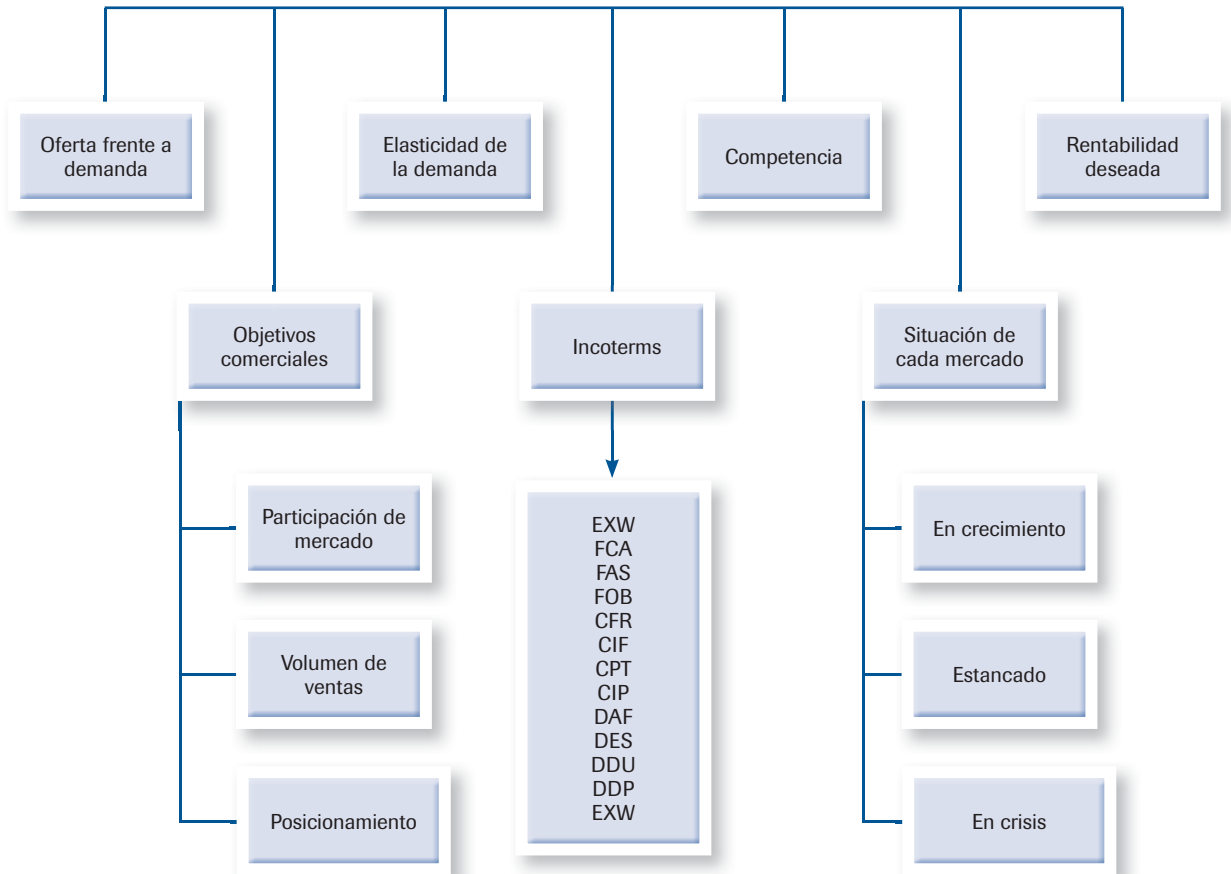 Oferta frente a
demanda
Elasticidad de
la demanda
Competencia
Rentabilidad
deseada
Objetivos
comerciales
Incoterms
Situación de
cada mercado
Participación de
mercado
Volumen de
ventas
Posicionamiento
EXW
FCA
FAS
FOB
CFR
CIF
CPT
CIP
DAF
DES
DDU
DDP
EXW
En crecimiento
Estancado
En crisis